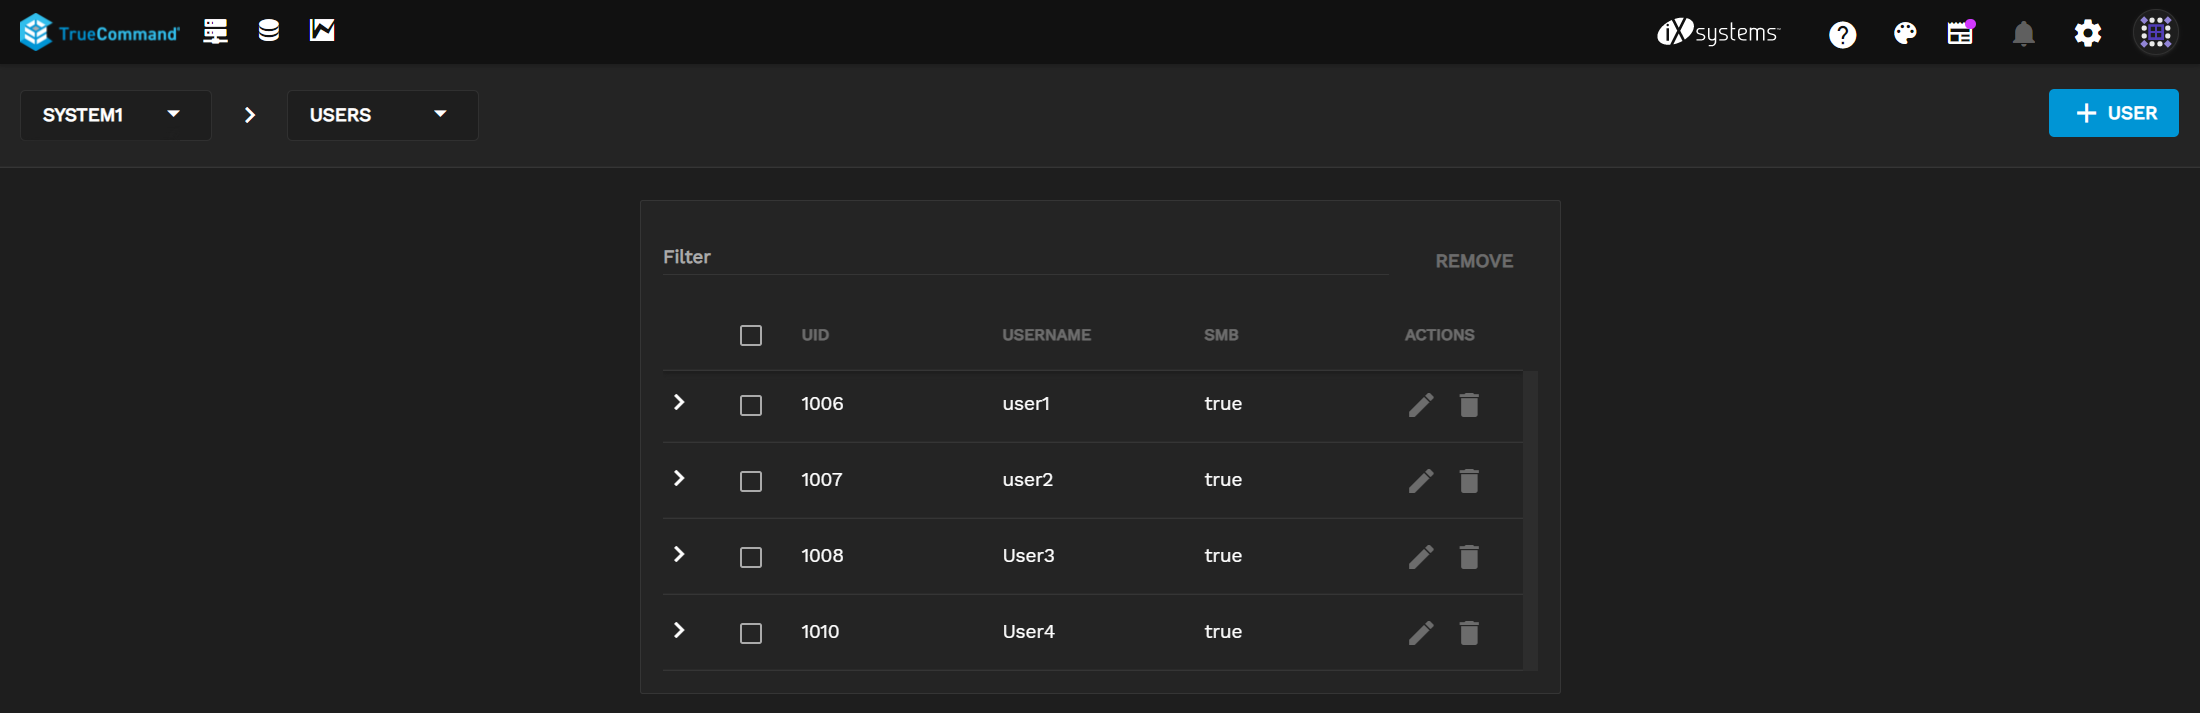 TrueCommand
iXsystems
SYSTEM1
USERS
+ USER
Filter
REMOVE
UID USERNAME SMB ACTIONS
1006 user1 true
1007 user2 true
1008 User3 true
1010 User4 true